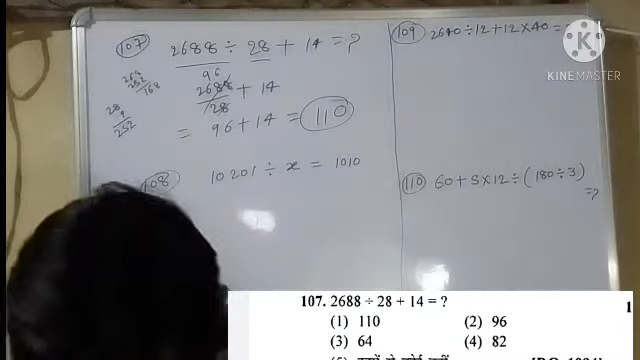 107 2688 ÷ 28 + 14 = ?
96
2688 + 14
28
= 96 + 14 = 110
268
252
168
28
9
252
108 10201 ÷ x = 1010
109 2640 ÷ 12 + 12 × 40 =
110 60 + 5 × 12 ÷ ( 180 ÷ 3 )
= ?
KINEMASTER
107. 2688 ÷ 28 + 14 = ?
(1) 110 (2) 96
(3) 64 (4) 82
1